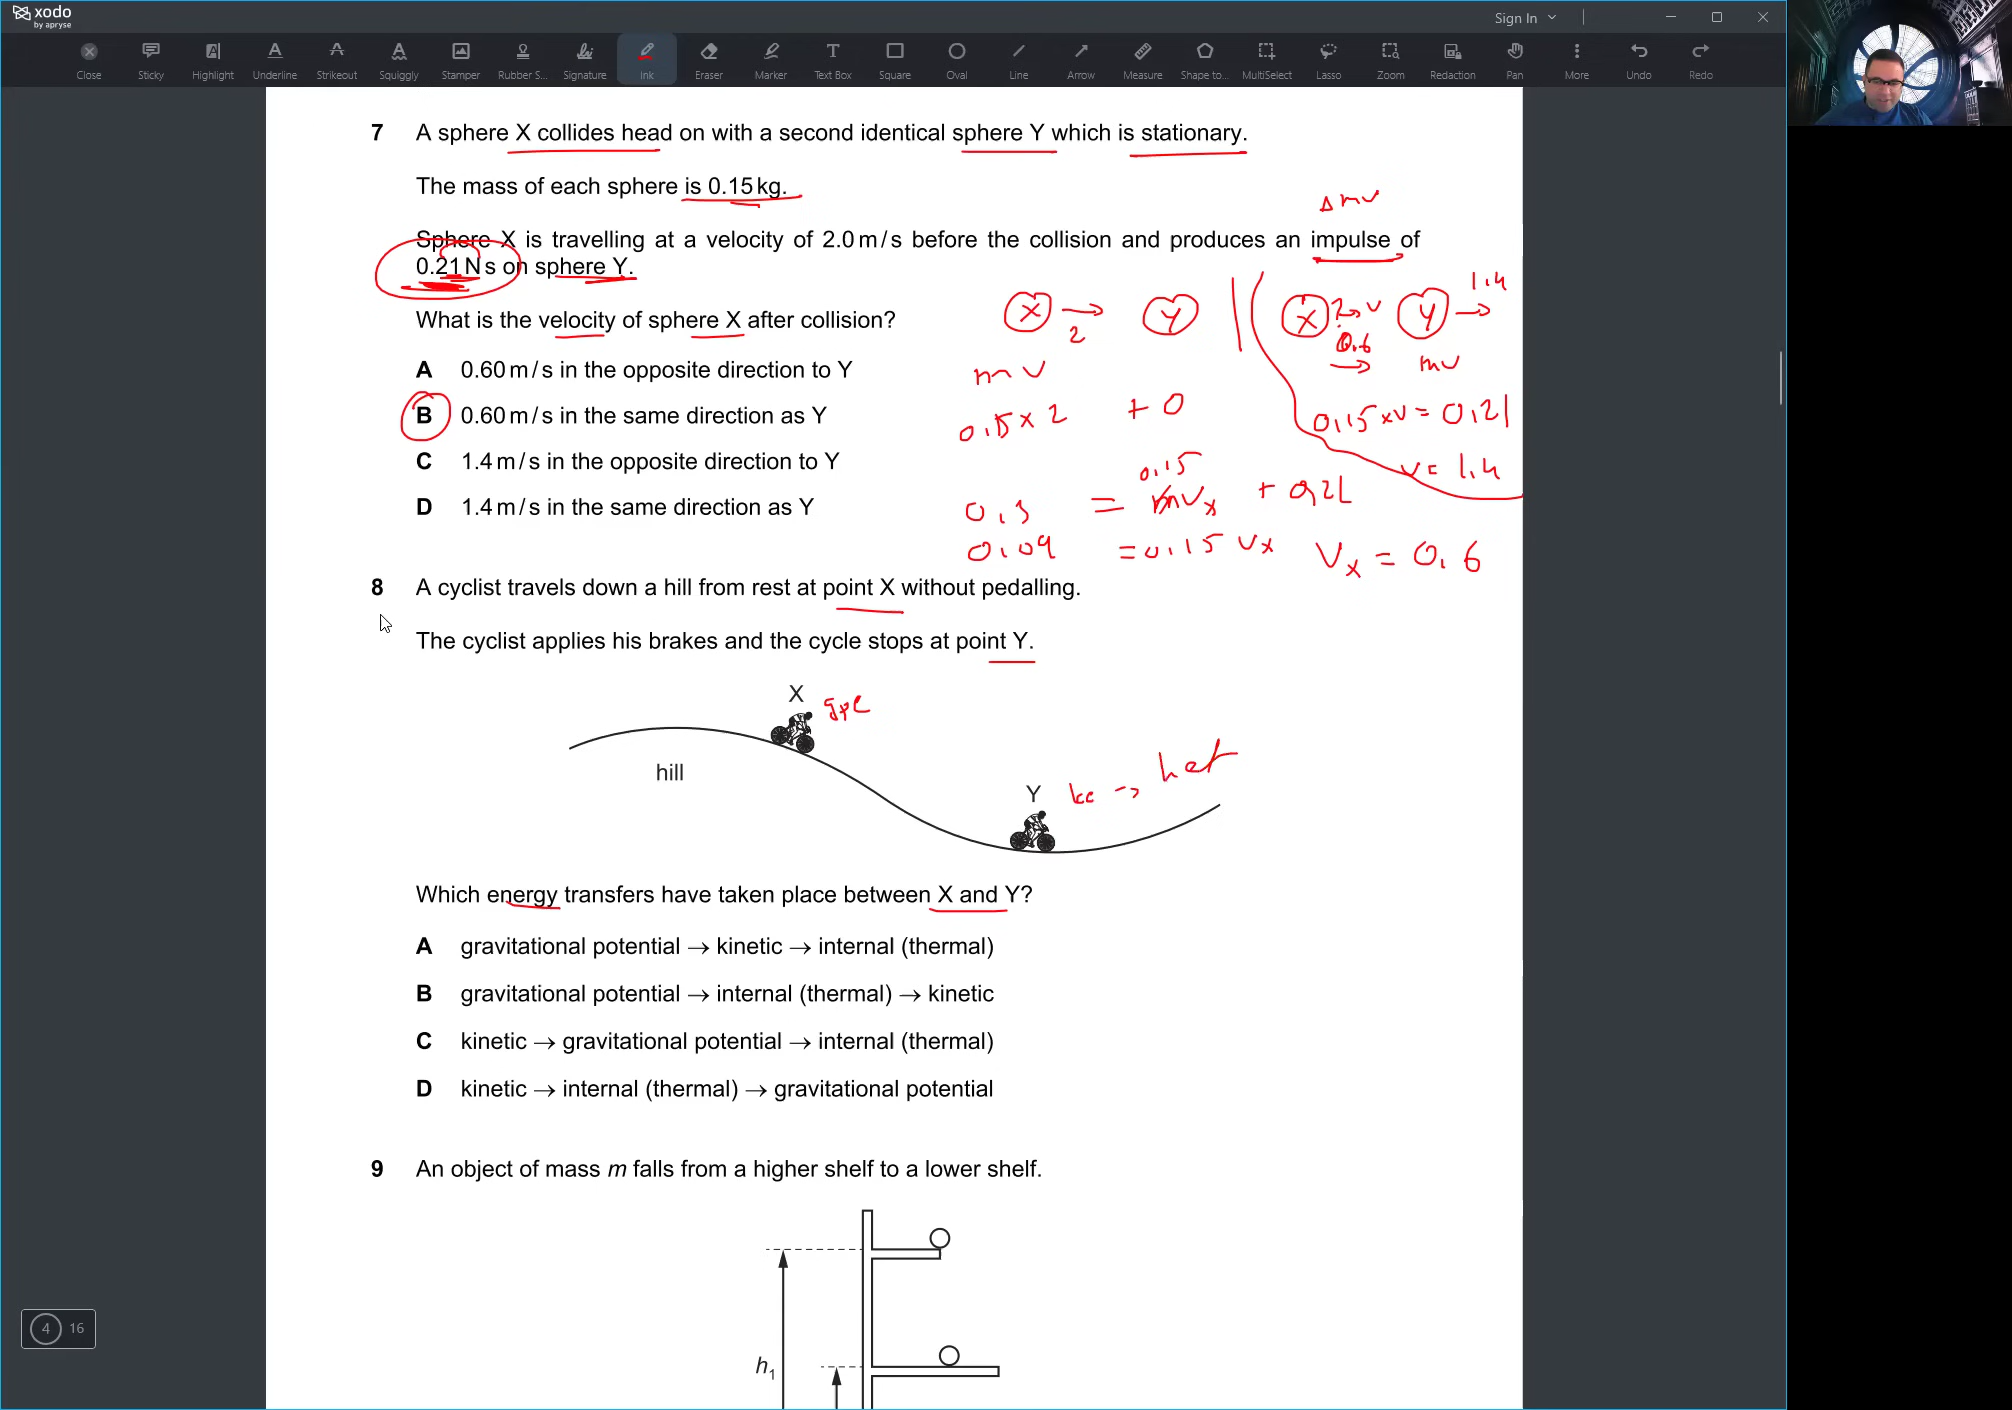 xodo
by apryse
Sign In
Close Sticky Highlight Underline Strikeout Squiggly Stamper Rubber S... Signature Ink Eraser Marker Text Box Square Oval Line Arrow Measure Shape to... MultiSelect Lasso Zoom Redaction Pan More Undo Redo
7 A sphere X collides head on with a second identical sphere Y which is stationary.
The mass of each sphere is 0.15 kg.
Δmv
Sphere X is travelling at a velocity of 2.0 m/s before the collision and produces an impulse of
0.21 N s on sphere Y.
What is the velocity of sphere X after collision?
X → Y
2
X ? → v Y → 1.4
0.6 →
mv
mv
A 0.60 m/s in the opposite direction to Y
B 0.60 m/s in the same direction as Y
C 1.4 m/s in the opposite direction to Y
D 1.4 m/s in the same direction as Y
0.15 × 2 + 0
0.15 × v = 0.21
v = 1.4
0.15
0.3 = mvx + 0.21
0.09 = 0.15 vx
Vx = 0.6
8 A cyclist travels down a hill from rest at point X without pedalling.
The cyclist applies his brakes and the cycle stops at point Y.
X gpe
hill
Y ke → heat
Which energy transfers have taken place between X and Y?
A gravitational potential → kinetic → internal (thermal)
B gravitational potential → internal (thermal) → kinetic
C kinetic → gravitational potential → internal (thermal)
D kinetic → internal (thermal) → gravitational potential
9 An object of mass m falls from a higher shelf to a lower shelf.
h1
4 16